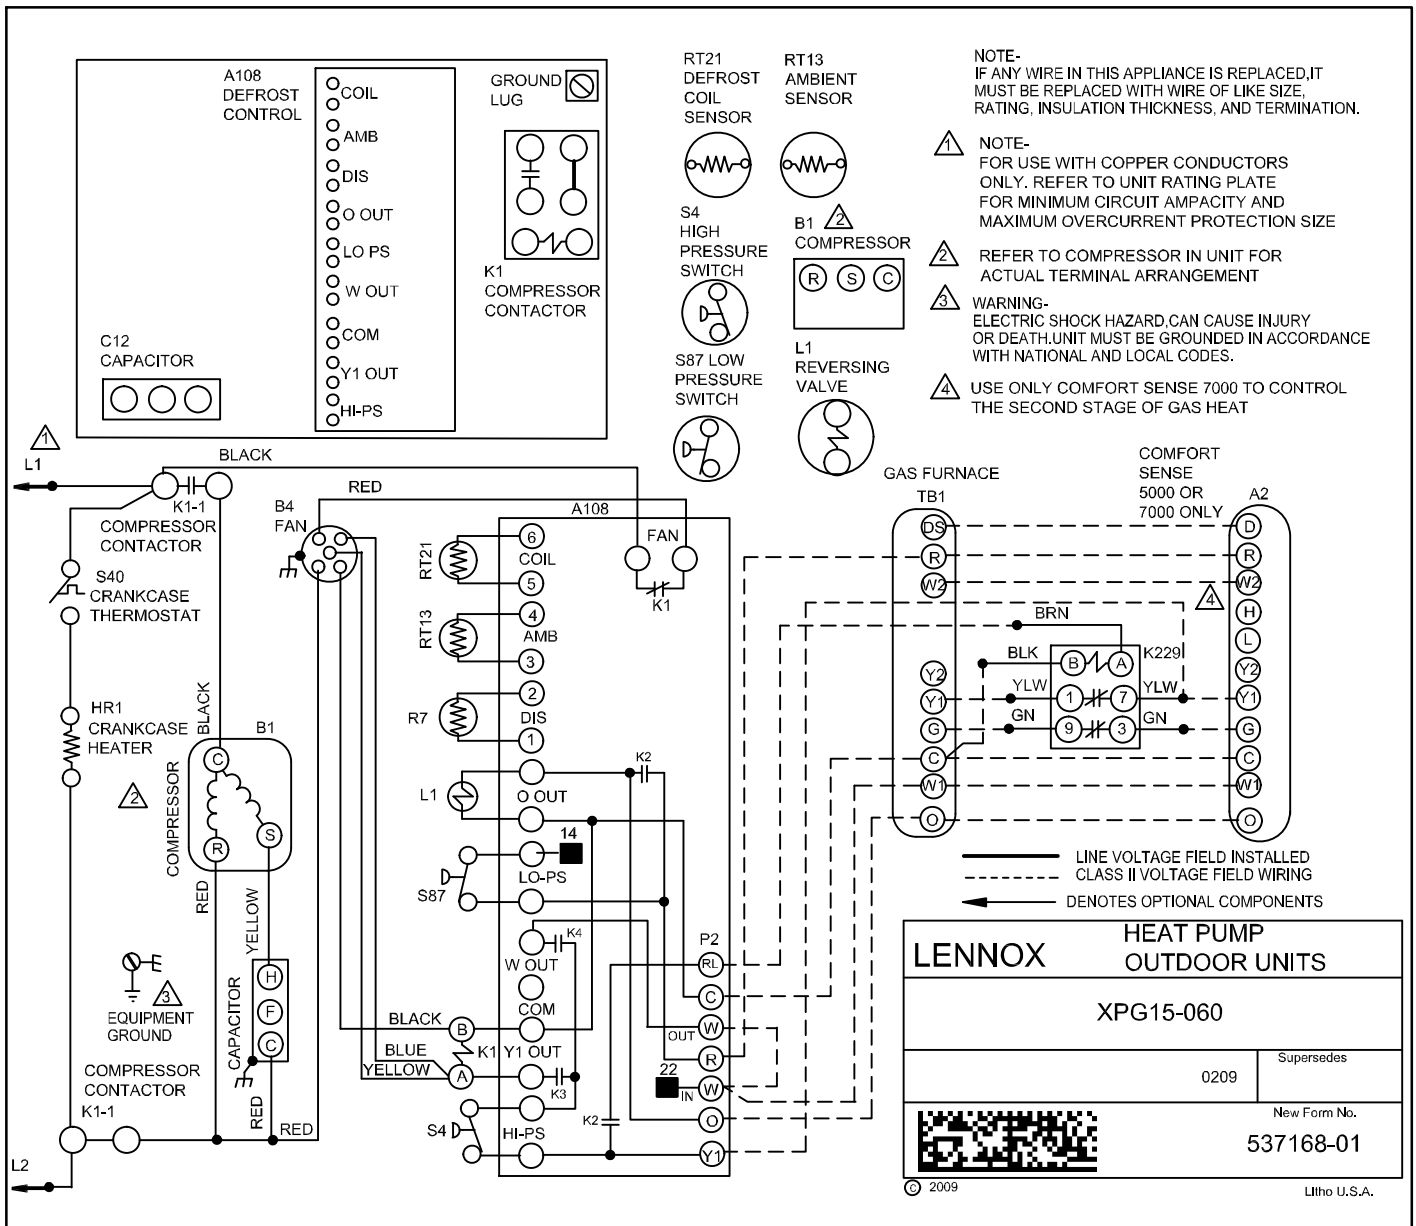 A108
DEFROST
CONTROL
COIL
AMB
DIS
O OUT
LO PS
W OUT
COM
Y1 OUT
HI-PS
GROUND
LUG
K1
COMPRESSOR
CONTACTOR
C12
CAPACITOR
RT21
DEFROST
COIL
SENSOR
RT13
AMBIENT
SENSOR
S4
HIGH
PRESSURE
SWITCH
B1 2
COMPRESSOR
R S C
S87 LOW
PRESSURE
SWITCH
L1
REVERSING
VALVE
NOTE-
IF ANY WIRE IN THIS APPLIANCE IS REPLACED,IT
MUST BE REPLACED WITH WIRE OF LIKE SIZE,
RATING, INSULATION THICKNESS, AND TERMINATION.
1 NOTE-
FOR USE WITH COPPER CONDUCTORS
ONLY. REFER TO UNIT RATING PLATE
FOR MINIMUM CIRCUIT AMPACITY AND
MAXIMUM OVERCURRENT PROTECTION SIZE
2 REFER TO COMPRESSOR IN UNIT FOR
ACTUAL TERMINAL ARRANGEMENT
3 WARNING-
ELECTRIC SHOCK HAZARD,CAN CAUSE INJURY
OR DEATH.UNIT MUST BE GROUNDED IN ACCORDANCE
WITH NATIONAL AND LOCAL CODES.
4 USE ONLY COMFORT SENSE 7000 TO CONTROL
THE SECOND STAGE OF GAS HEAT
1
L1
BLACK
K1-1
COMPRESSOR
CONTACTOR
RED
B4
FAN
S40
CRANKCASE
THERMOSTAT
HR1
CRANKCASE
HEATER
2
BLACK
B1
COMPRESSOR
C
S
R
RED
YELLOW
3
EQUIPMENT
GROUND
CAPACITOR
H
F
C
COMPRESSOR
CONTACTOR
K1-1
RED
RED
L2
A108
FAN
K1
RT21
6
COIL
5
RT13
4
AMB
3
R7
2
DIS
1
K2
L1
O OUT
14
LO-PS
S87
K4
W OUT
COM
BLACK
B
K1
Y1 OUT
BLUE
YELLOW
A
K3
S4
HI-PS
K2
22
P2
RL
C
OUT W
R
IN W
O
Y1
GAS FURNACE
TB1
DS
R
W2
Y2
Y1
G
C
W1
O
COMFORT
SENSE
5000 OR
7000 ONLY
A2
D
R
W2
4
H
L
Y2
Y1
G
C
W1
O
BRN
BLK
B A K229
YLW
1 7
YLW
GN
9 3
GN
LINE VOLTAGE FIELD INSTALLED
CLASS II VOLTAGE FIELD WIRING
DENOTES OPTIONAL COMPONENTS
LENNOX
HEAT PUMP
OUTDOOR UNITS
XPG15-060
0209
Supersedes
New Form No.
537168-01
C 2009
Litho U.S.A.